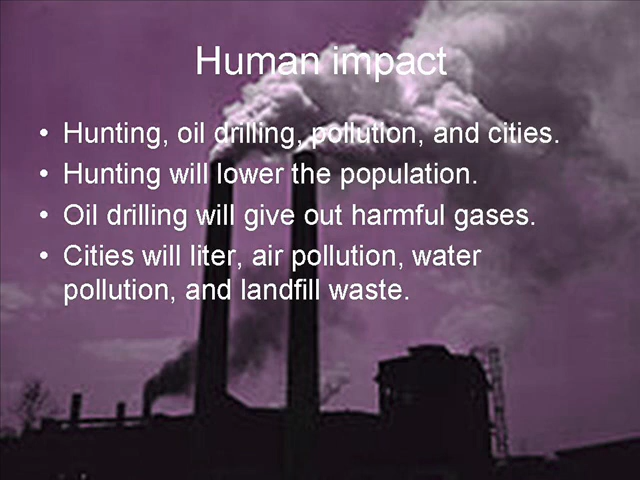 Human impact
• Hunting, oil drilling, pollution, and cities.
• Hunting will lower the population.
• Oil drilling will give out harmful gases.
• Cities will liter, air pollution, water
pollution, and landfill waste.